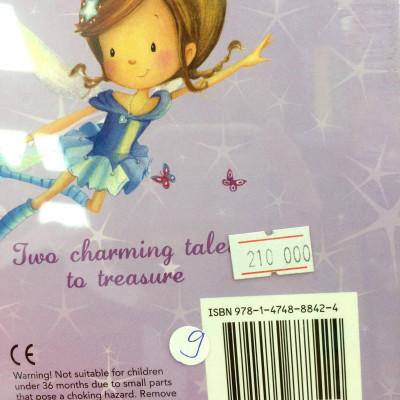 Two charming tale
to treasure
210 000
ISBN 978-1-4748-8842-4
9
CE
Warning! Not suitable for children
under 36 months due to small parts
that pose a choking hazard. Remove